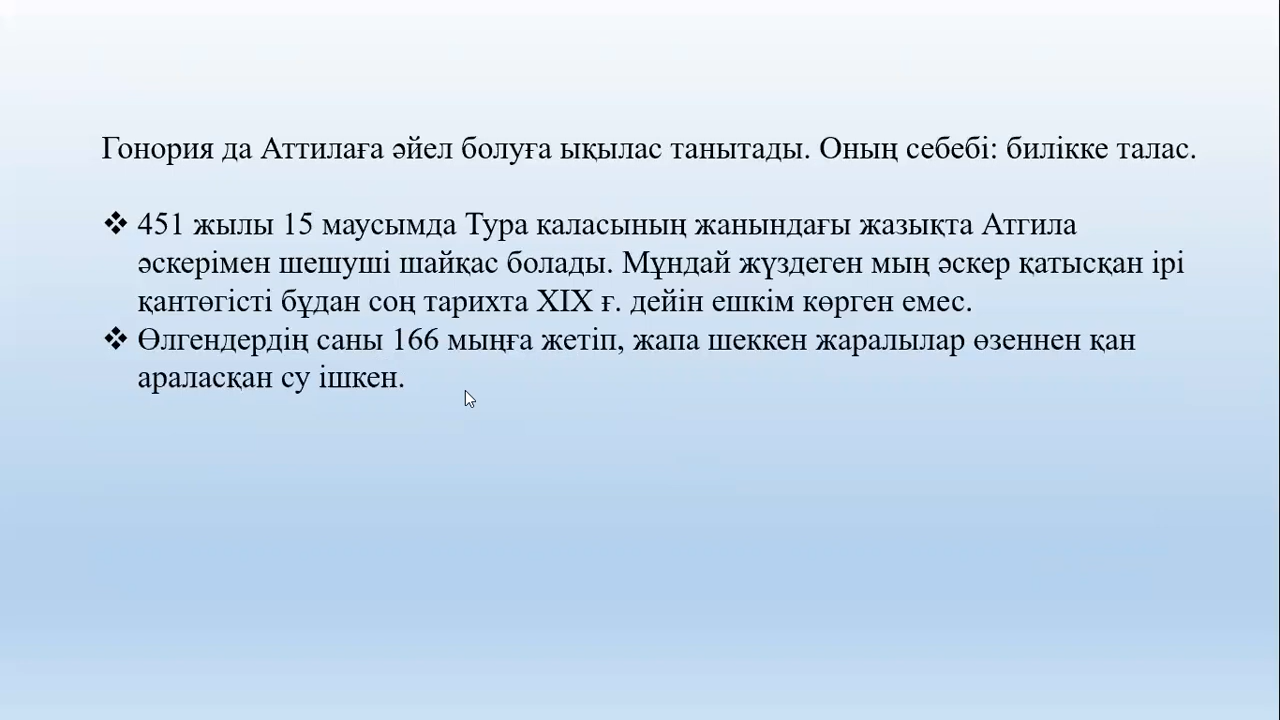 Гонория да Аттилаға әйел болуға ықылас танытады. Оның себебі: билікке талас.
❖ 451 жылы 15 маусымда Тура каласының жанындағы жазықта Атгила
әскерімен шешуші шайқас болады. Мұндай жүздеген мың әскер қатысқан ірі
қантөгісті бұдан соң тарихта XIX ғ. дейін ешкім көрген емес.
❖ Өлгендердің саны 166 мыңға жетіп, жапа шеккен жаралылар өзеннен қан
араласқан су ішкен.